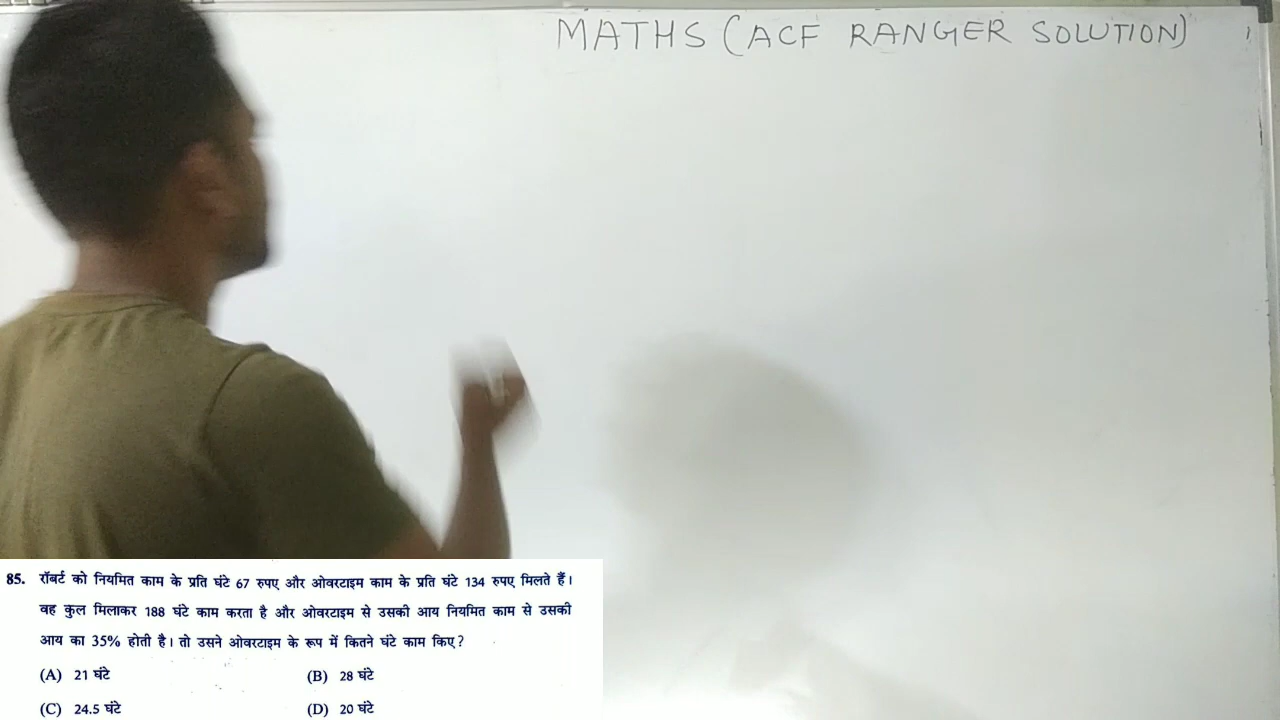 MATHS (ACF RANGER SOLUTION)
85. रॉबर्ट को नियमित काम के प्रति घंटे 67 रुपए और ओवरटाइम काम के प्रति घंटे 134 रुपए मिलते हैं।
वह कुल मिलाकर 188 घंटे काम करता है और ओवरटाइम से उसकी आय नियमित काम से उसकी
आय का 35% होती है। तो उसने ओवरटाइम के रूप में कितने घंटे काम किए?
(A) 21 घंटे (B) 28 घंटे
(C) 24.5 घंटे (D) 20 घंटे